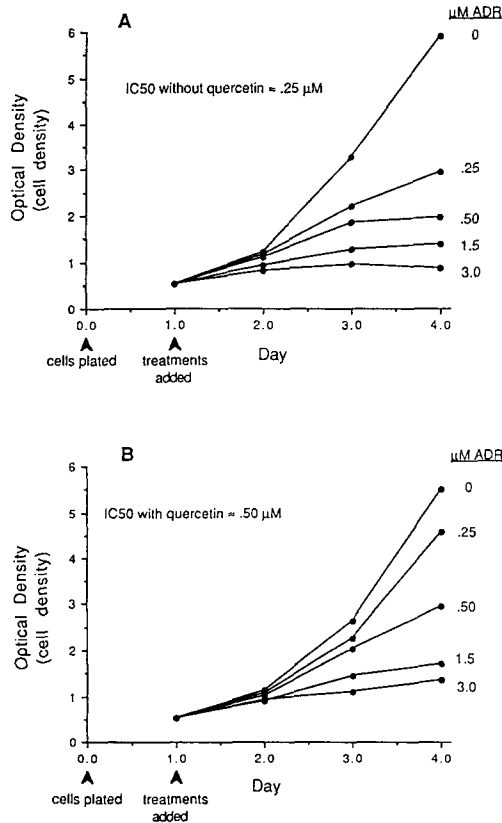 A
µM ADR
6
0
IC50 without quercetin ≈ .25 µM
5
4
Optical Density
(cell density)
3
.25
2
.50
1.5
1
3.0
0
0.0 1.0 2.0 3.0 4.0
cells plated
treatments
added
Day
B
µM ADR
6
0
IC50 with quercetin ≈ .50 µM
5
.25
4
Optical Density
(cell density)
3
.50
2
1.5
1
3.0
0
0.0 1.0 2.0 3.0 4.0
Day
cells plated
treatments
added